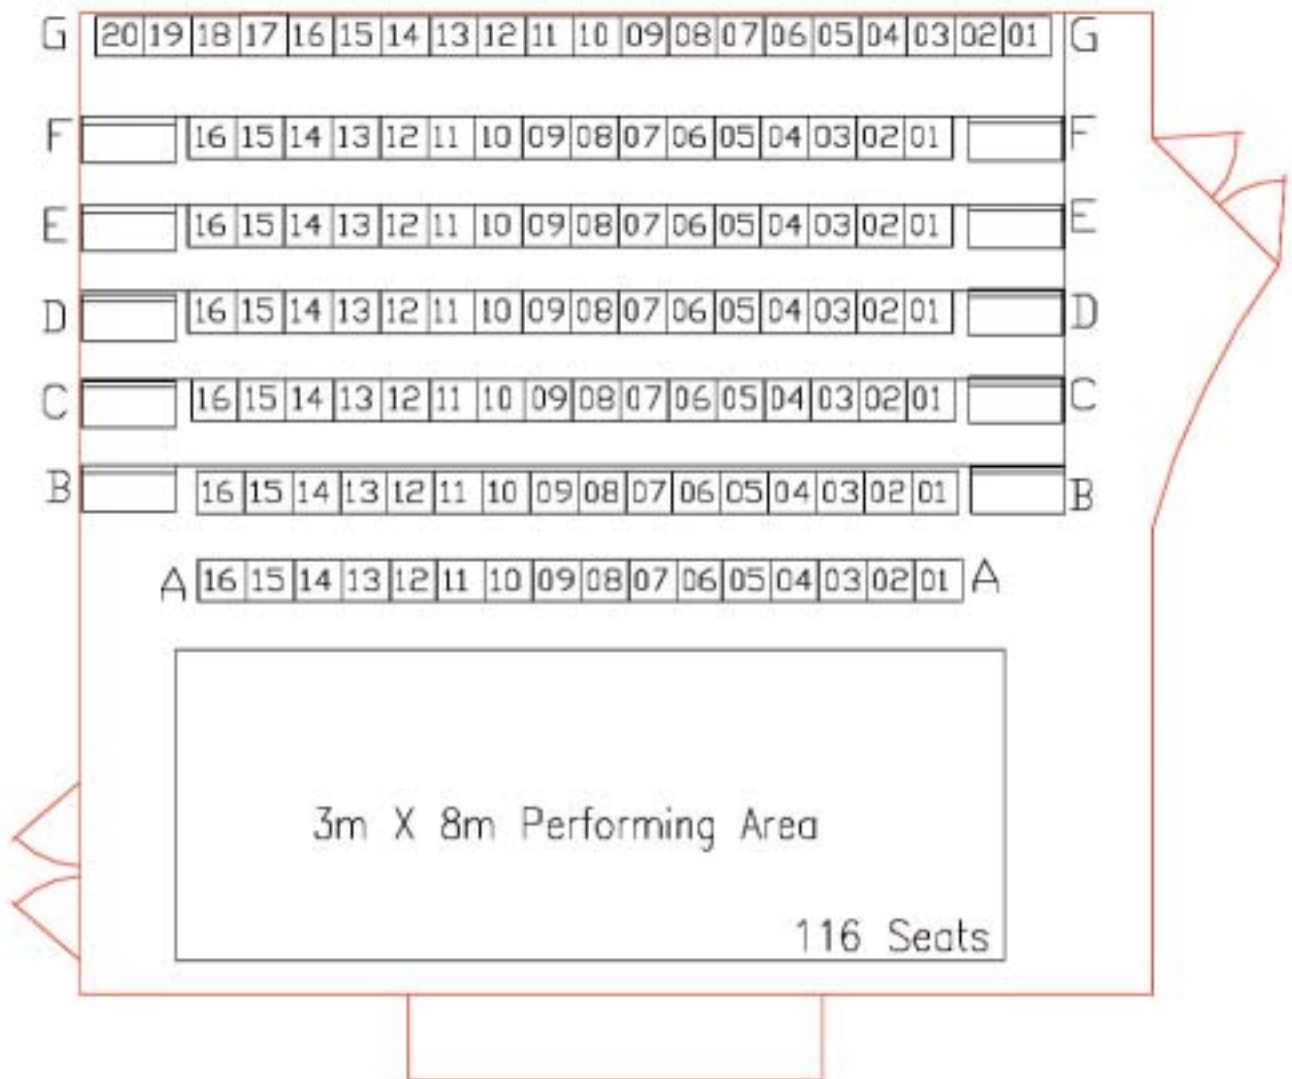 G 20 19 18 17 16 15 14 13 12 11 10 09 08 07 06 05 04 03 02 01 G
F 16 15 14 13 12 11 10 09 08 07 06 05 04 03 02 01 F
E 16 15 14 13 12 11 10 09 08 07 06 05 04 03 02 01 E
D 16 15 14 13 12 11 10 09 08 07 06 05 04 03 02 01 D
C 16 15 14 13 12 11 10 09 08 07 06 05 04 03 02 01 C
B 16 15 14 13 12 11 10 09 08 07 06 05 04 03 02 01 B
A 16 15 14 13 12 11 10 09 08 07 06 05 04 03 02 01 A
3m X 8m Performing Area
116 Seats